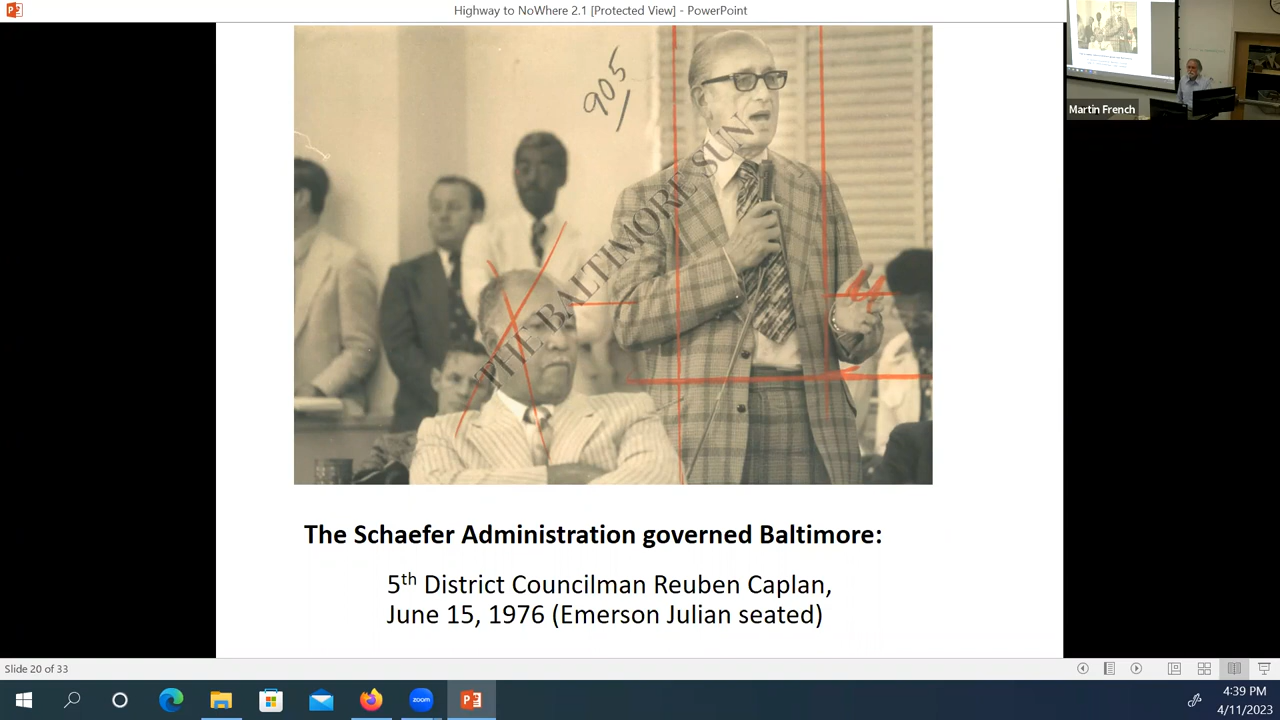 Highway to NoWhere 2.1 [Protected View] - PowerPoint
905
THE BALTIMORE SUN
Martin French
The Schaefer Administration governed Baltimore:
5th District Councilman Reuben Caplan,
June 15, 1976 (Emerson Julian seated)
Slide 20 of 33
zoom
4:39 PM
4/11/2023